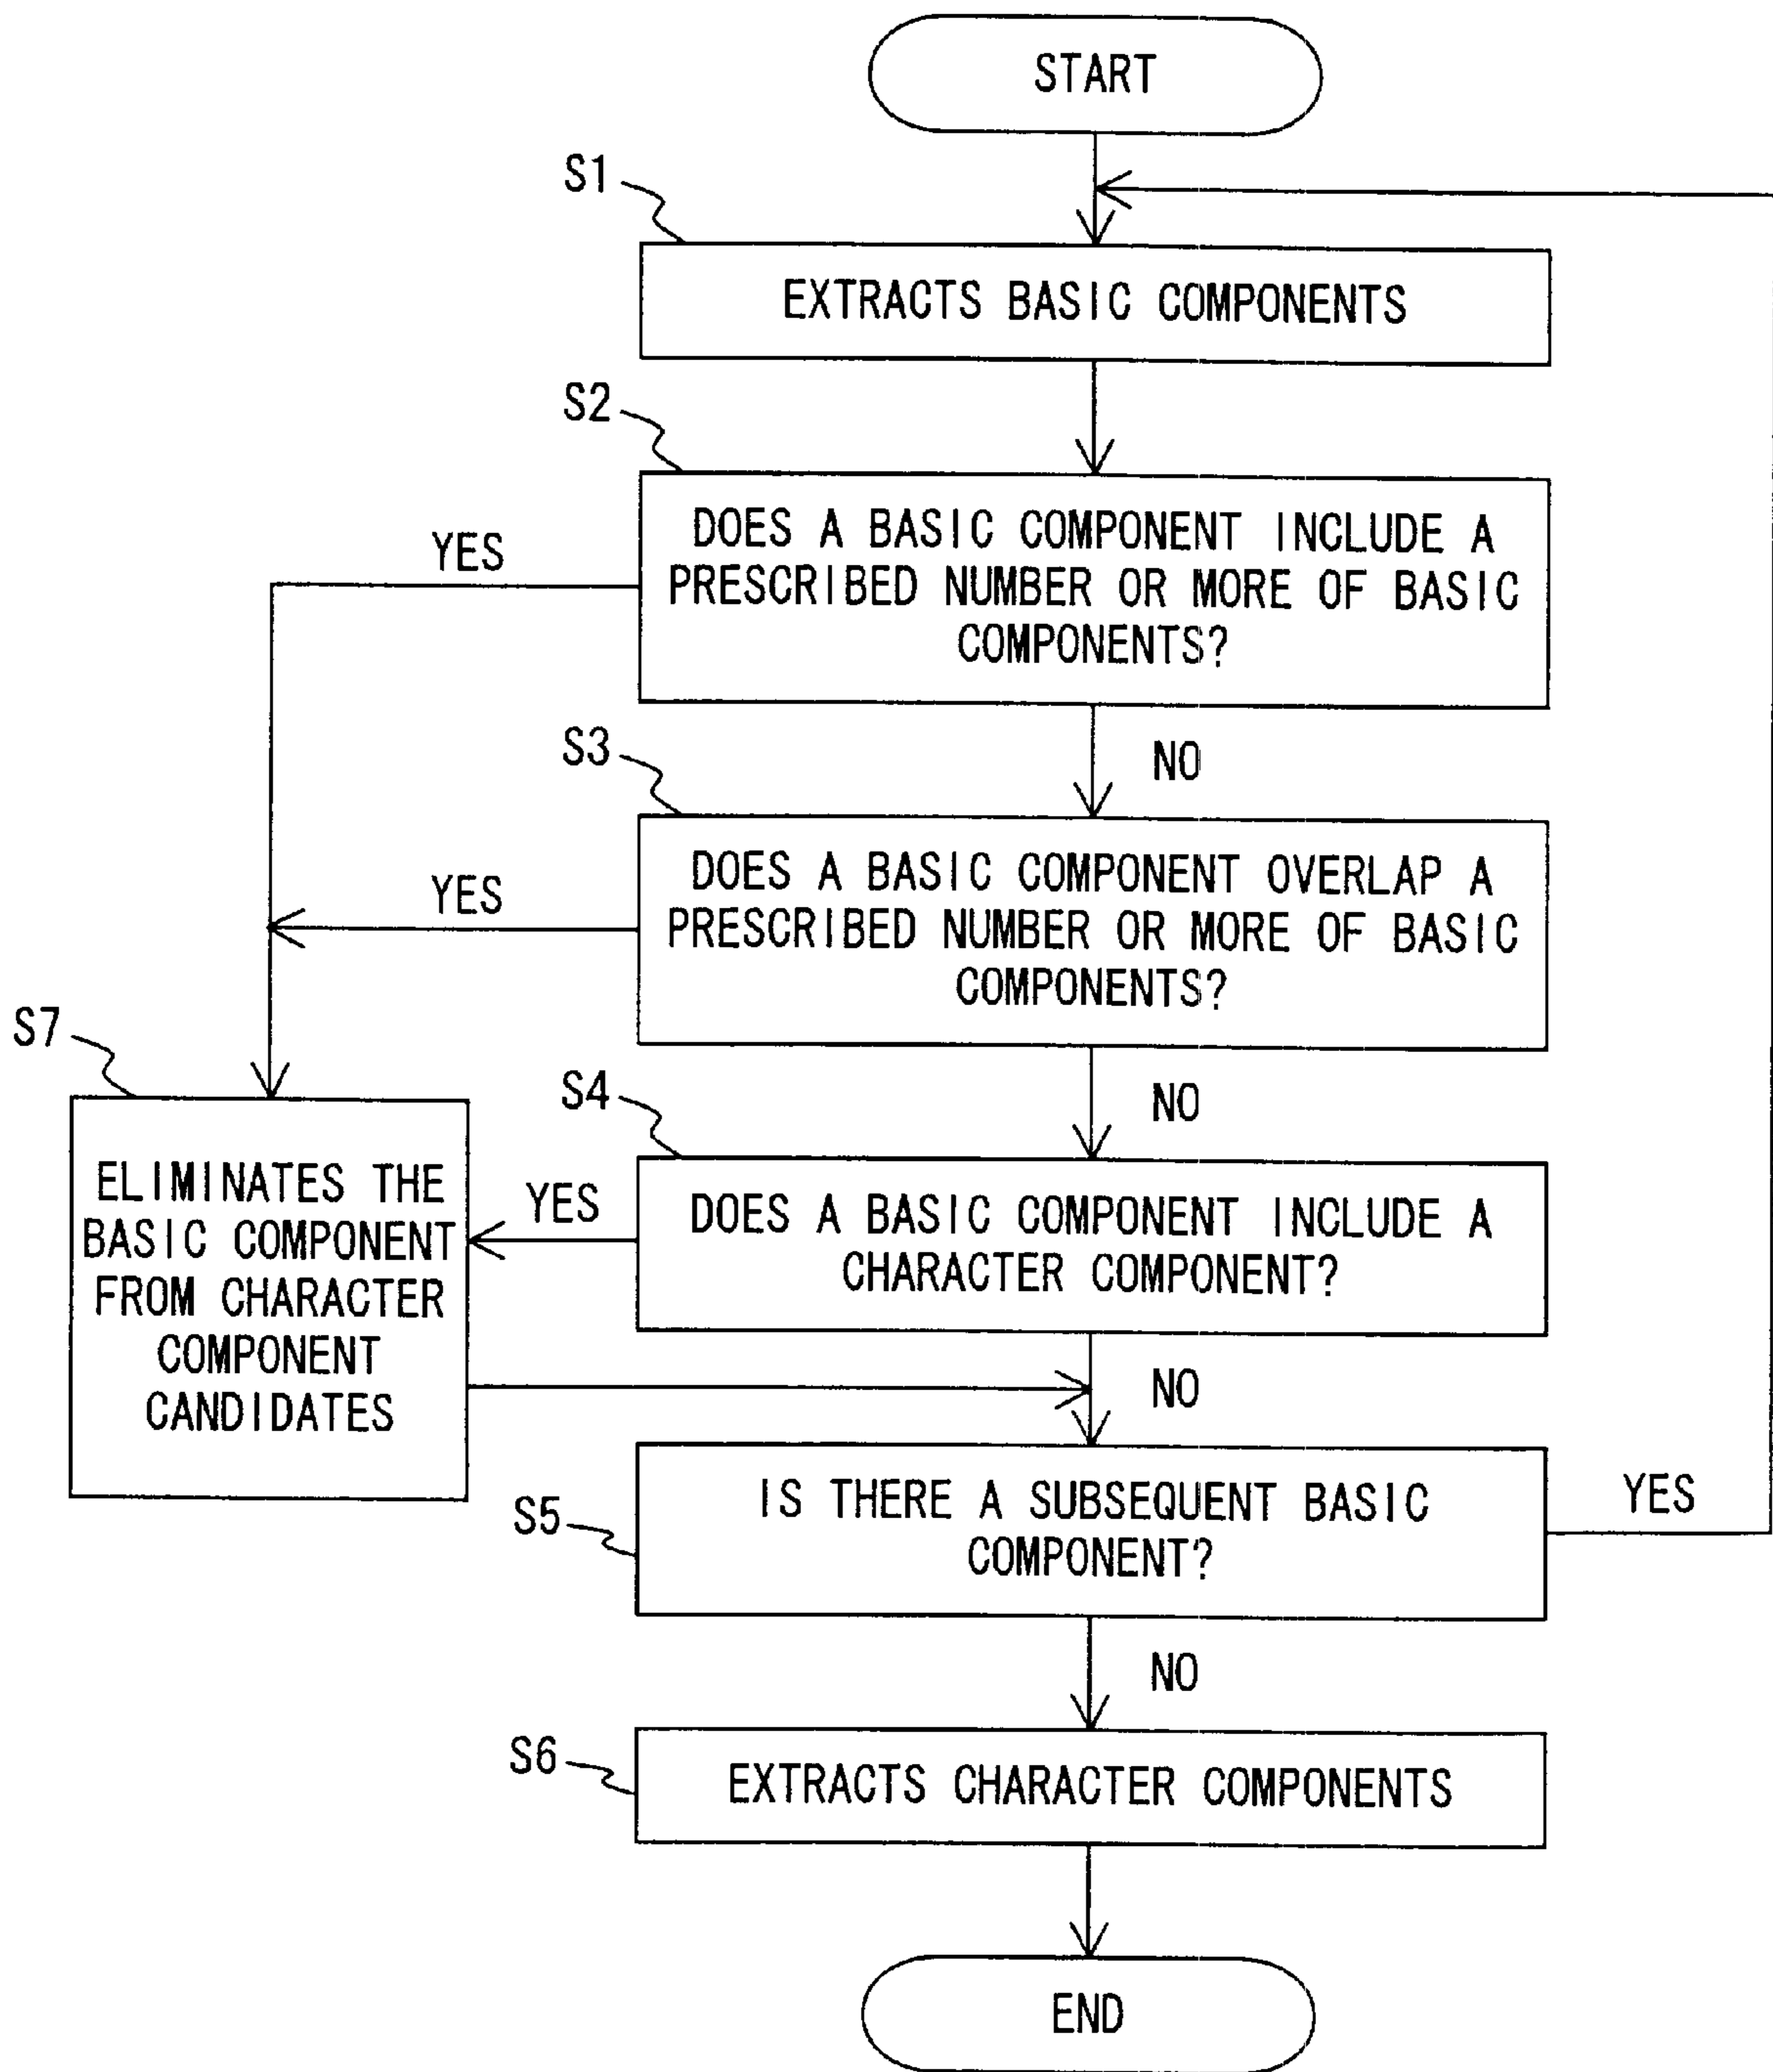 START
S1
EXTRACTS BASIC COMPONENTS
S2
DOES A BASIC COMPONENT INCLUDE A
PRESCRIBED NUMBER OR MORE OF BASIC
COMPONENTS?
YES
NO
S3
DOES A BASIC COMPONENT OVERLAP A
PRESCRIBED NUMBER OR MORE OF BASIC
COMPONENTS?
YES
NO
S7
ELIMINATES THE
BASIC COMPONENT
FROM CHARACTER
COMPONENT
CANDIDATES
S4
DOES A BASIC COMPONENT INCLUDE A
CHARACTER COMPONENT?
YES
NO
S5
IS THERE A SUBSEQUENT BASIC
COMPONENT?
YES
NO
S6
EXTRACTS CHARACTER COMPONENTS
END